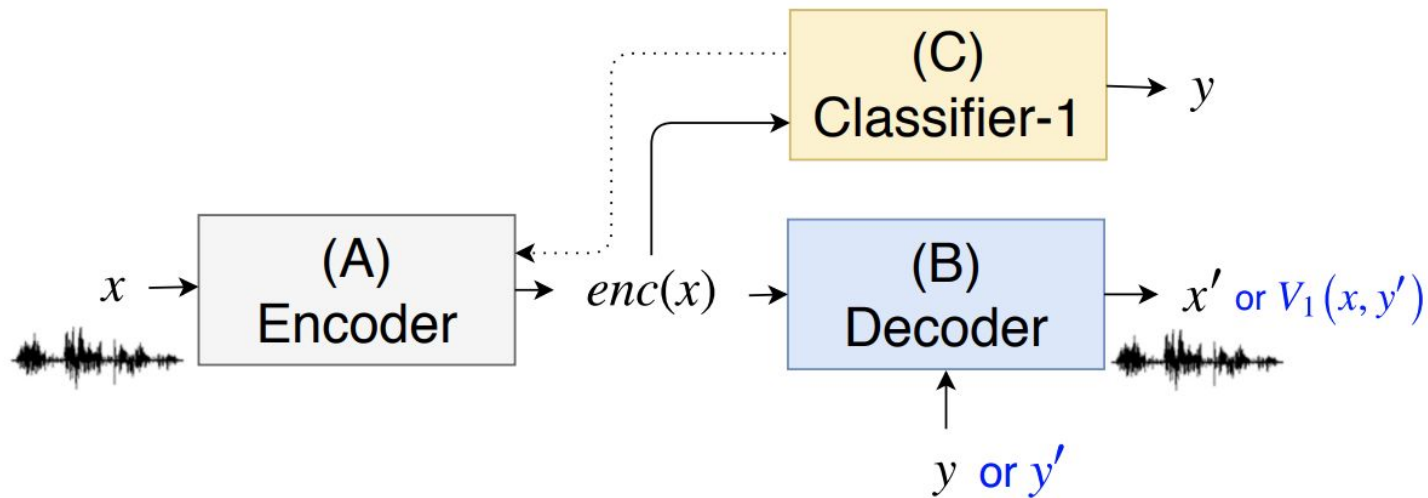 (C)
Classifier-1
y
(A)
Encoder
x
enc(x)
(B)
Decoder
x′ or V₁(x, y′)
y or y′